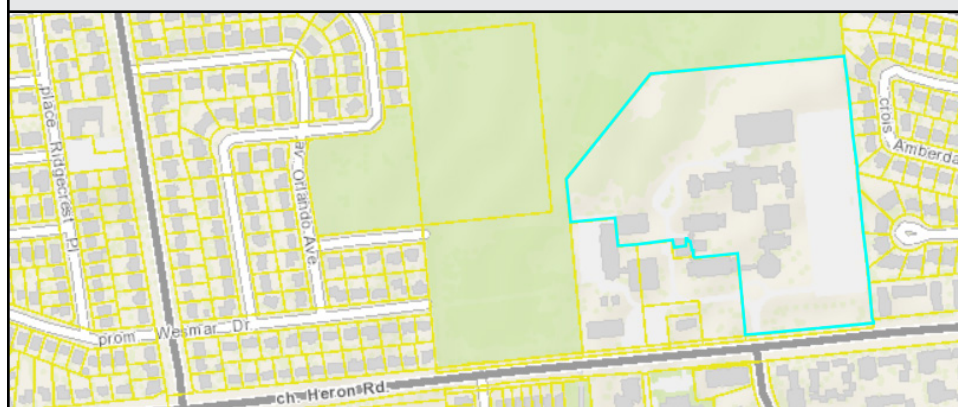 place Ridgecrest Pl.
av. Orlando Ave.
crois
Amberda
prom. Wesmar Dr
ch. Heron Rd.